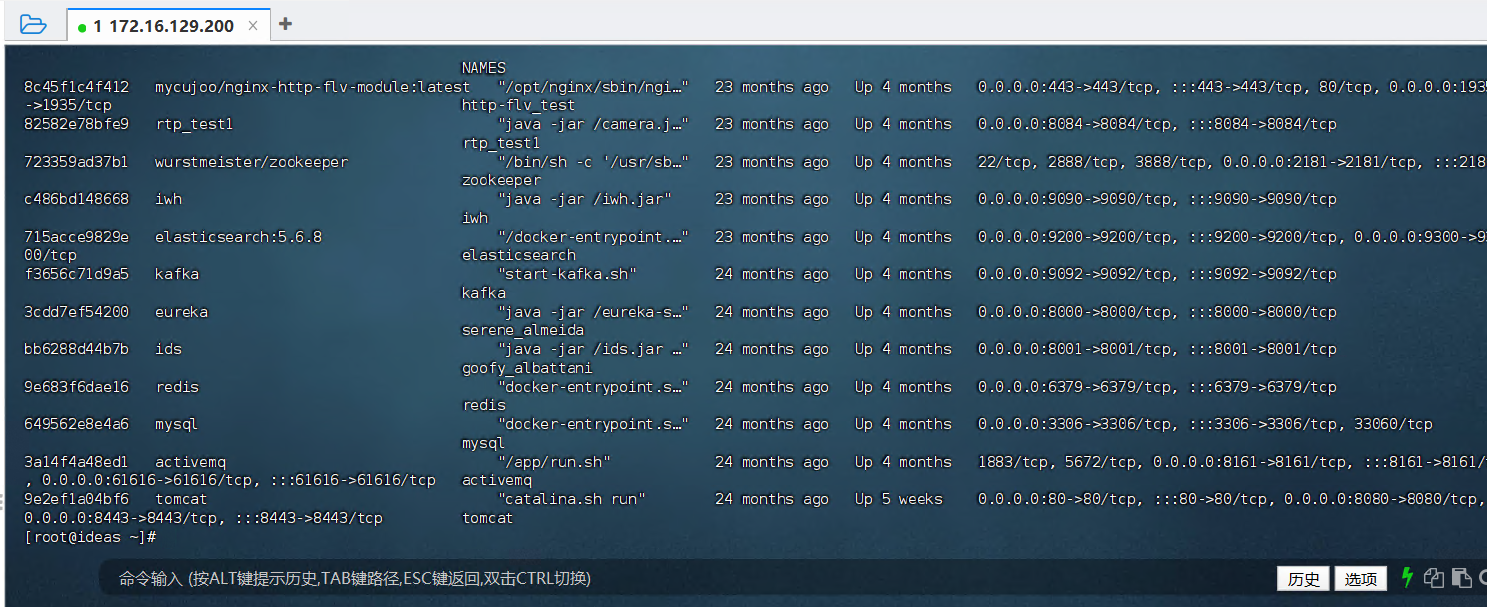 1 172.16.129.200 × +
NAMES
8c45f1c4f412 mycujoo/nginx-http-flv-module:latest "/opt/nginx/sbin/ngi…" 23 months ago Up 4 months 0.0.0.0:443->443/tcp, :::443->443/tcp, 80/tcp, 0.0.0.0:1935
->1935/tcp http-flv_test
82582e78bfe9 rtp_test1 "java -jar /camera.j…" 23 months ago Up 4 months 0.0.0.0:8084->8084/tcp, :::8084->8084/tcp
rtp_test1
723359ad37b1 wurstmeister/zookeeper "/bin/sh -c '/usr/sb…" 23 months ago Up 4 months 22/tcp, 2888/tcp, 3888/tcp, 0.0.0.0:2181->2181/tcp, :::218
zookeeper
c486bd148668 iwh "java -jar /iwh.jar" 23 months ago Up 4 months 0.0.0.0:9090->9090/tcp, :::9090->9090/tcp
iwh
715acce9829e elasticsearch:5.6.8 "/docker-entrypoint.…" 23 months ago Up 4 months 0.0.0.0:9200->9200/tcp, :::9200->9200/tcp, 0.0.0.0:9300->9
00/tcp elasticsearch
f3656c71d9a5 kafka "start-kafka.sh" 24 months ago Up 4 months 0.0.0.0:9092->9092/tcp, :::9092->9092/tcp
kafka
3cdd7ef54200 eureka "java -jar /eureka-s…" 24 months ago Up 4 months 0.0.0.0:8000->8000/tcp, :::8000->8000/tcp
serene_almeida
bb6288d44b7b ids "java -jar /ids.jar …" 24 months ago Up 4 months 0.0.0.0:8001->8001/tcp, :::8001->8001/tcp
goofy_albattani
9e683f6dae16 redis "docker-entrypoint.s…" 24 months ago Up 4 months 0.0.0.0:6379->6379/tcp, :::6379->6379/tcp
redis
649562e8e4a6 mysql "docker-entrypoint.s…" 24 months ago Up 4 months 0.0.0.0:3306->3306/tcp, :::3306->3306/tcp, 33060/tcp
mysql
3a14f4a48ed1 activemq "/app/run.sh" 24 months ago Up 4 months 1883/tcp, 5672/tcp, 0.0.0.0:8161->8161/tcp, :::8161->8161/
, 0.0.0.0:61616->61616/tcp, :::61616->61616/tcp activemq
9e2ef1a04bf6 tomcat "catalina.sh run" 24 months ago Up 5 weeks 0.0.0.0:80->80/tcp, :::80->80/tcp, 0.0.0.0:8080->8080/tcp,
0.0.0.0:8443->8443/tcp, :::8443->8443/tcp tomcat
[root@ideas ~]#
命令输入 (按ALT键提示历史,TAB键路径,ESC键返回,双击CTRL切换) 历史 选项